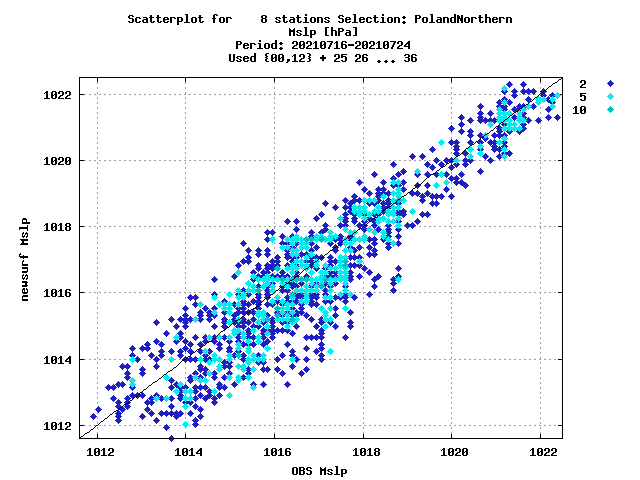 Scatterplot for    8 stations Selection: PolandNorthern
Mslp [hPa]
Period: 20210716-20210724
Used {00,12} + 25 26 ... 36
2
5
10
1022
1020
1018
1016
1014
1012
newsurf Mslp
1012 1014 1016 1018 1020 1022
OBS Mslp